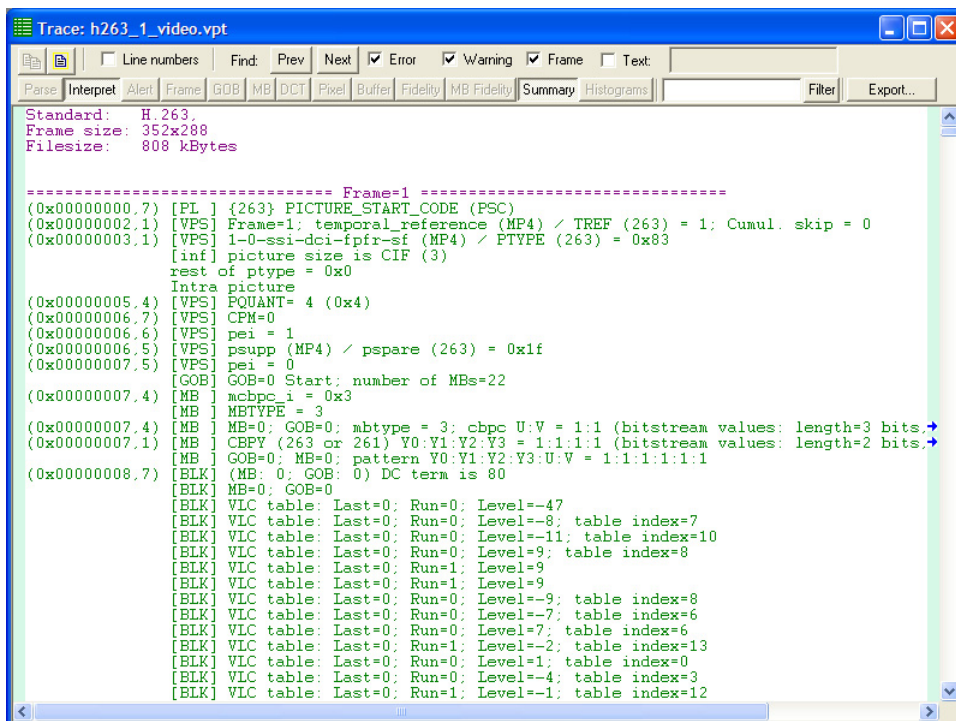 Trace: h263_1_video.vpt
Line numbers Find: Prev Next Error Warning Frame Text:
Parse Interpret Alert Frame GOB MB DCT Pixel Buffer Fidelity MB Fidelity Summary Histograms Filter Export...
Standard: H.263,
Frame size: 352x288
Filesize: 808 kBytes
================================ Frame=1 ================================
(0x00000000,7) [PL ] {263} PICTURE_START_CODE (PSC)
(0x00000002,1) [VPS] Frame=1; temporal_reference (MP4) / TREF (263) = 1; Cumul. skip = 0
(0x00000003,1) [VPS] 1-0-ssi-dci-fpfr-sf (MP4) / PTYPE (263) = 0x83
[inf] picture size is CIF (3)
rest of ptype = 0x0
Intra picture
(0x00000005,4) [VPS] PQUANT= 4 (0x4)
(0x00000006,7) [VPS] CPM=0
(0x00000006,6) [VPS] pei = 1
(0x00000006,5) [VPS] psupp (MP4) / pspare (263) = 0x1f
(0x00000007,5) [VPS] pei = 0
[GOB] GOB=0 Start; number of MBs=22
(0x00000007,4) [MB ] mcbpc_i = 0x3
[MB ] MBTYPE = 3
(0x00000007,4) [MB ] MB=0; GOB=0; mbtype = 3; cbpc U:V = 1:1 (bitstream values: length=3 bits,
(0x00000007,1) [MB ] CBPY (263 or 261) Y0:Y1:Y2:Y3 = 1:1:1:1 (bitstream values: length=2 bits,
[MB ] GOB=0; MB=0; pattern Y0:Y1:Y2:Y3:U:V = 1:1:1:1:1:1
(0x00000008,7) [BLK] (MB: 0; GOB: 0) DC term is 80
[BLK] MB=0; GOB=0
[BLK] VLC table: Last=0; Run=0; Level=-47
[BLK] VLC table: Last=0; Run=0; Level=-8; table index=7
[BLK] VLC table: Last=0; Run=0; Level=-11; table index=10
[BLK] VLC table: Last=0; Run=0; Level=9; table index=8
[BLK] VLC table: Last=0; Run=1; Level=9
[BLK] VLC table: Last=0; Run=1; Level=9
[BLK] VLC table: Last=0; Run=0; Level=-9; table index=8
[BLK] VLC table: Last=0; Run=0; Level=-7; table index=6
[BLK] VLC table: Last=0; Run=0; Level=7; table index=6
[BLK] VLC table: Last=0; Run=1; Level=-2; table index=13
[BLK] VLC table: Last=0; Run=0; Level=1; table index=0
[BLK] VLC table: Last=0; Run=0; Level=-4; table index=3
[BLK] VLC table: Last=0; Run=1; Level=-1; table index=12